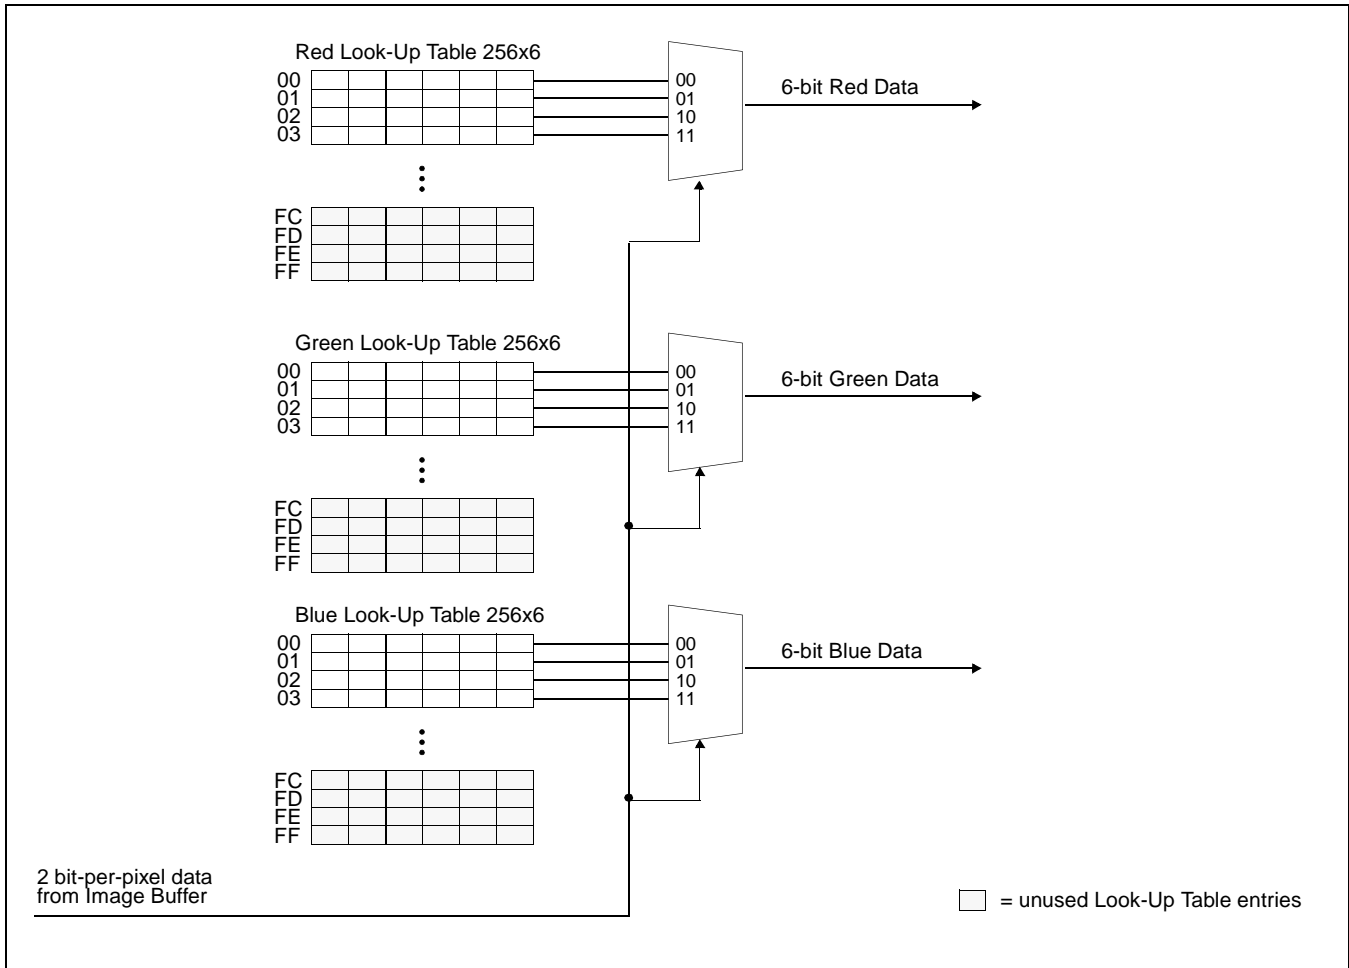 Red Look-Up Table 256x6
00
01
02
03
00
01
10
11
6-bit Red Data
FC
FD
FE
FF
Green Look-Up Table 256x6
00
01
02
03
00
01
10
11
6-bit Green Data
FC
FD
FE
FF
Blue Look-Up Table 256x6
00
01
02
03
00
01
10
11
6-bit Blue Data
FC
FD
FE
FF
2 bit-per-pixel data
from Image Buffer
= unused Look-Up Table entries